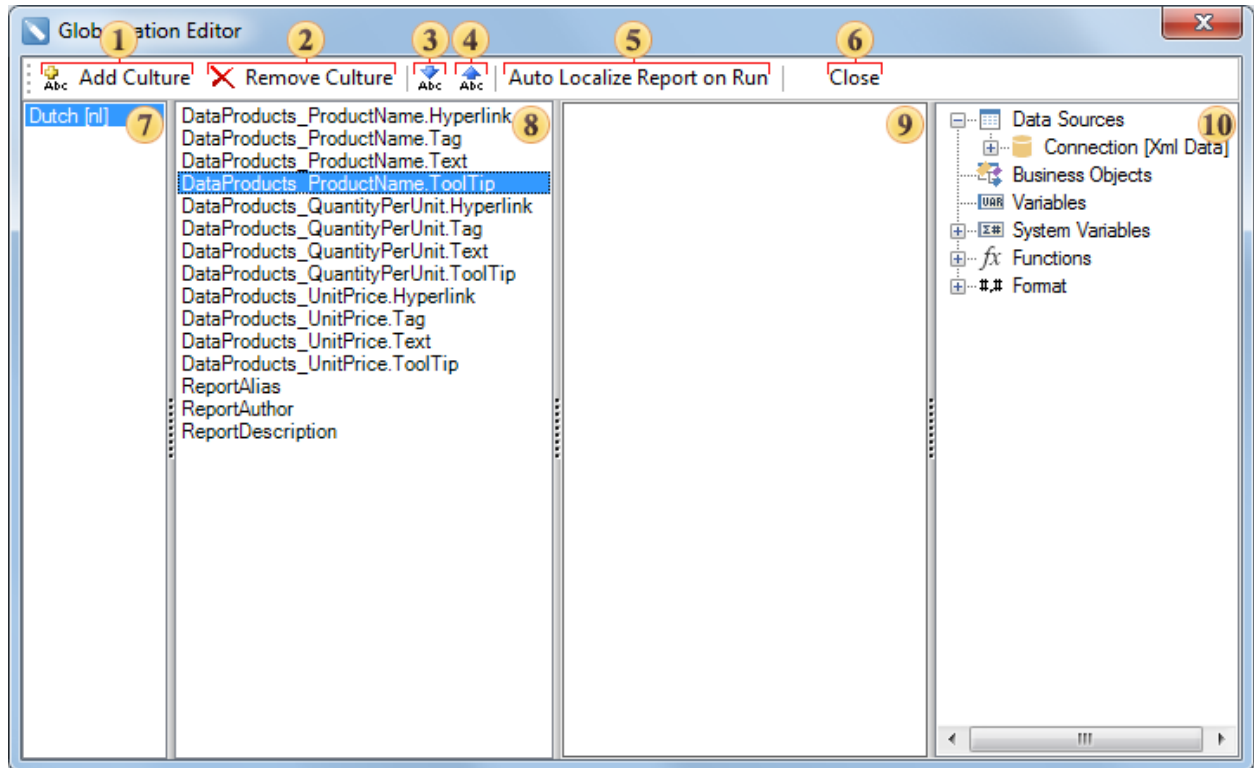 Globalization Editor
1 2 3 4 5 6
Add Culture Remove Culture Abc Abc Auto Localize Report on Run Close
Dutch [nl]
7
DataProducts_ProductName.Hyperlink
DataProducts_ProductName.Tag
DataProducts_ProductName.Text
DataProducts_ProductName.ToolTip
DataProducts_QuantityPerUnit.Hyperlink
DataProducts_QuantityPerUnit.Tag
DataProducts_QuantityPerUnit.Text
DataProducts_QuantityPerUnit.ToolTip
DataProducts_UnitPrice.Hyperlink
DataProducts_UnitPrice.Tag
DataProducts_UnitPrice.Text
DataProducts_UnitPrice.ToolTip
ReportAlias
ReportAuthor
ReportDescription
8
9
Data Sources
10
Connection [Xml Data]
Business Objects
VAR Variables
Σ# System Variables
fx Functions
#,# Format